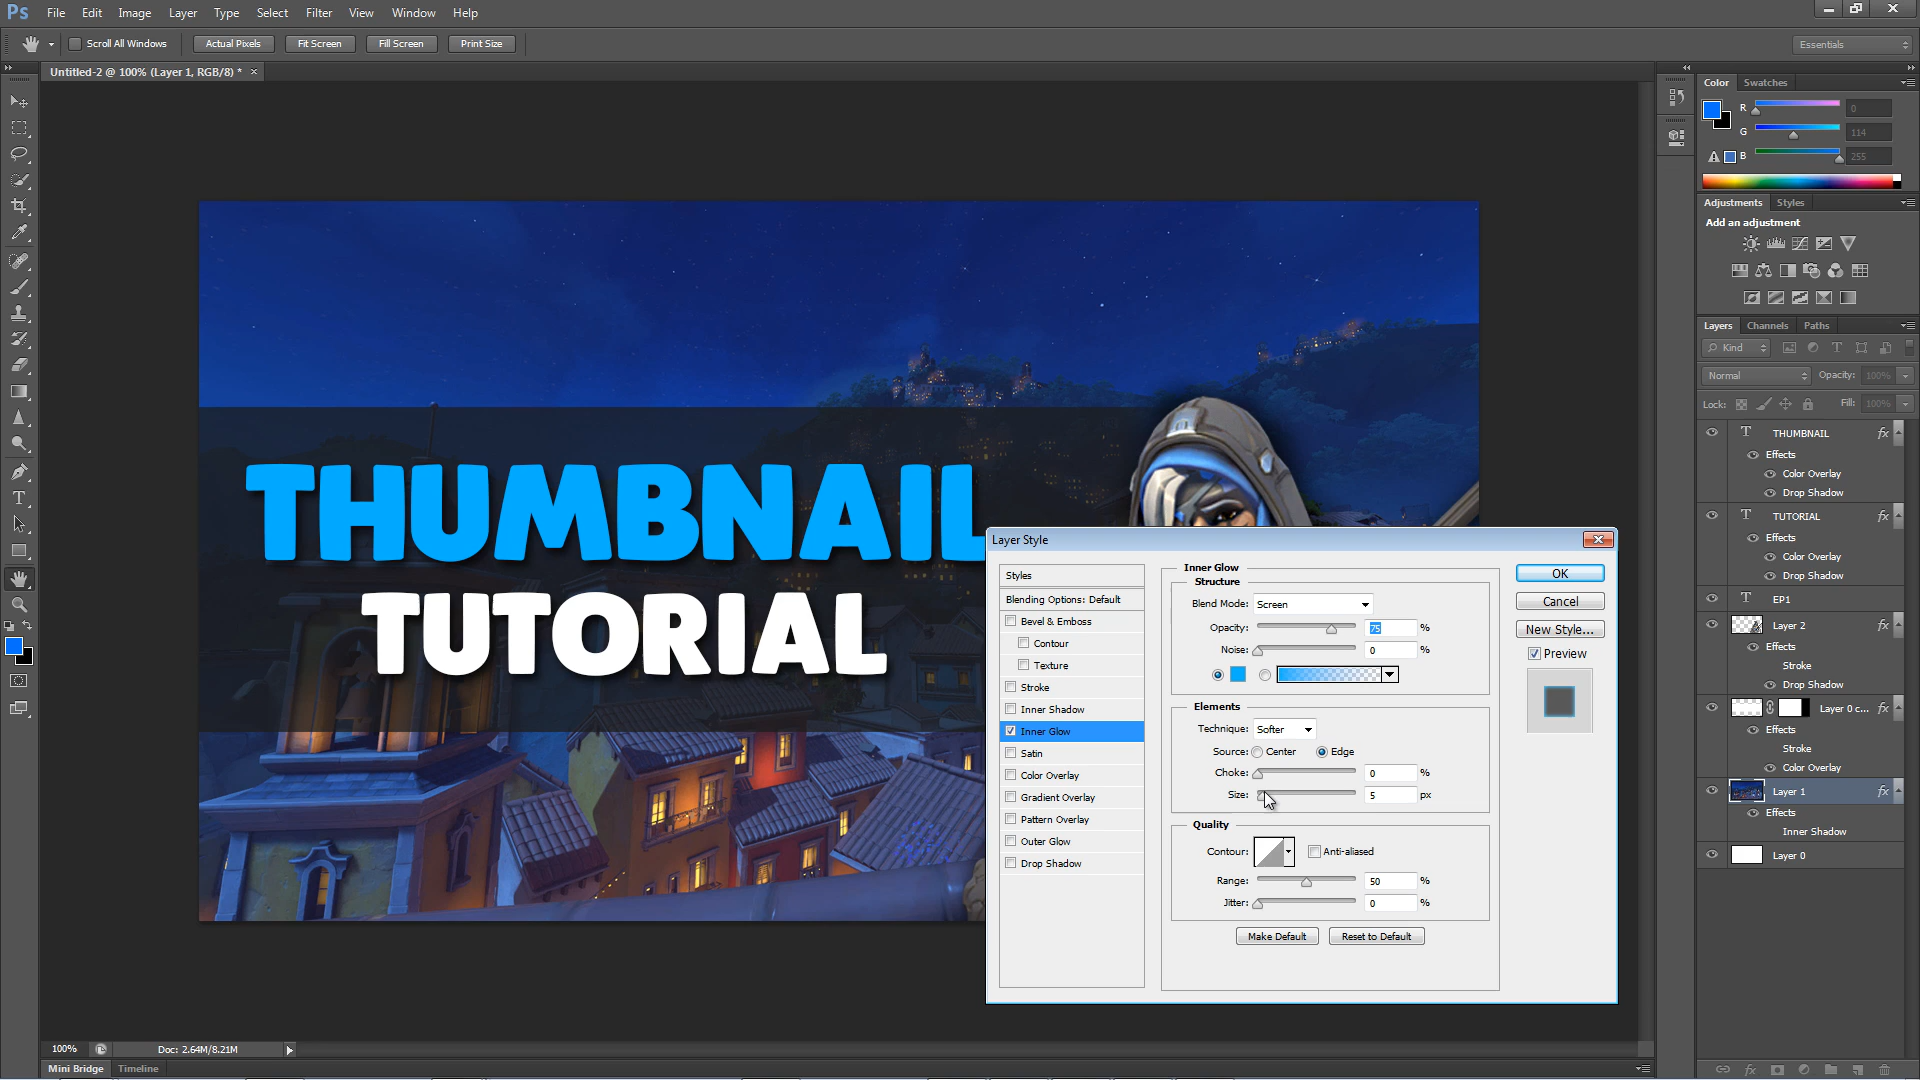 Ps File Edit Image Layer Type Select Filter View Window Help
Scroll All Windows Actual Pixels Fit Screen Fill Screen Print Size Essentials
Untitled-2 @ 100% (Layer 1, RGB/8) * ×
Color Swatches
R 0
G 114
B 255
Adjustments Styles
Add an adjustment
Layers Channels Paths
Kind
Normal Opacity: 100%
Lock: Fill: 100%
T THUMBNAIL fx
Effects
Color Overlay
Drop Shadow
T TUTORIAL fx
Effects
Color Overlay
Drop Shadow
T EP1
Layer 2 fx
Effects
Stroke
Drop Shadow
Layer 0 c... fx
Effects
Stroke
Color Overlay
Layer 1 fx
Effects
Inner Shadow
Layer 0
THUMBNAIL
TUTORIAL
Layer Style
Styles
Blending Options: Default
Bevel & Emboss
Contour
Texture
Stroke
Inner Shadow
Inner Glow
Satin
Color Overlay
Gradient Overlay
Pattern Overlay
Outer Glow
Drop Shadow
Inner Glow
Structure
Blend Mode: Screen
Opacity: 75 %
Noise: 0 %
Elements
Technique: Softer
Source: Center Edge
Choke: 0 %
Size: 5 px
Quality
Contour: Anti-aliased
Range: 50 %
Jitter: 0 %
Make Default Reset to Default
OK
Cancel
New Style...
Preview
100% Doc: 2.64M/8.21M
Mini Bridge Timeline